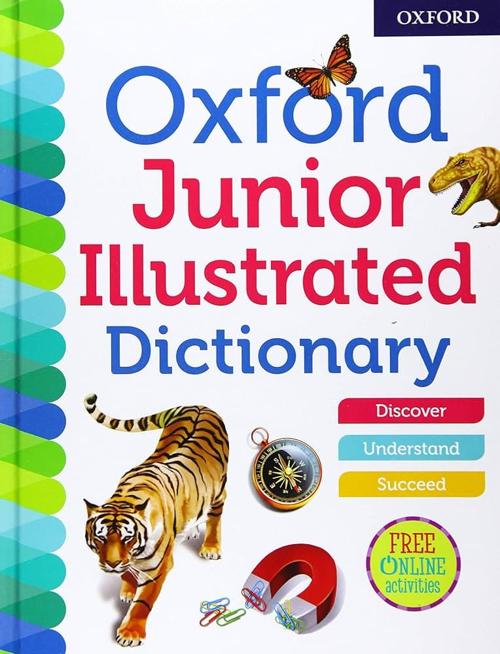 OXFORD
Oxford
Junior
Illustrated
Dictionary
Discover
Understand
Succeed
FREE
ONLINE
activities